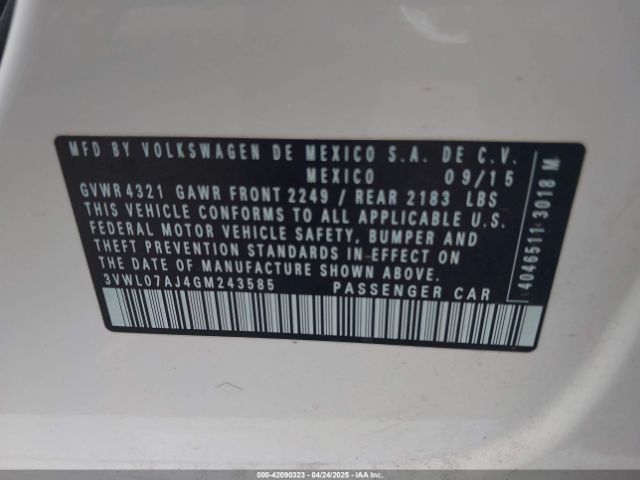 MFD BY VOLKSWAGEN DE MEXICO S.A. DE C.V.
MEXICO 09/15
GVWR 4321 GAWR FRONT 2249 / REAR 2183 LBS
THIS VEHICLE CONFORMS TO ALL APPLICABLE U.S.
FEDERAL MOTOR VEHICLE SAFETY, BUMPER AND
THEFT PREVENTION STANDARDS IN EFFECT ON
THE DATE OF MANUFACTURE SHOWN ABOVE.
3VWL07AJ4GM243585 PASSENGER CAR
4046511 3018 M
IAA - 42090323 - 04/24/2025 - IAAI.COM